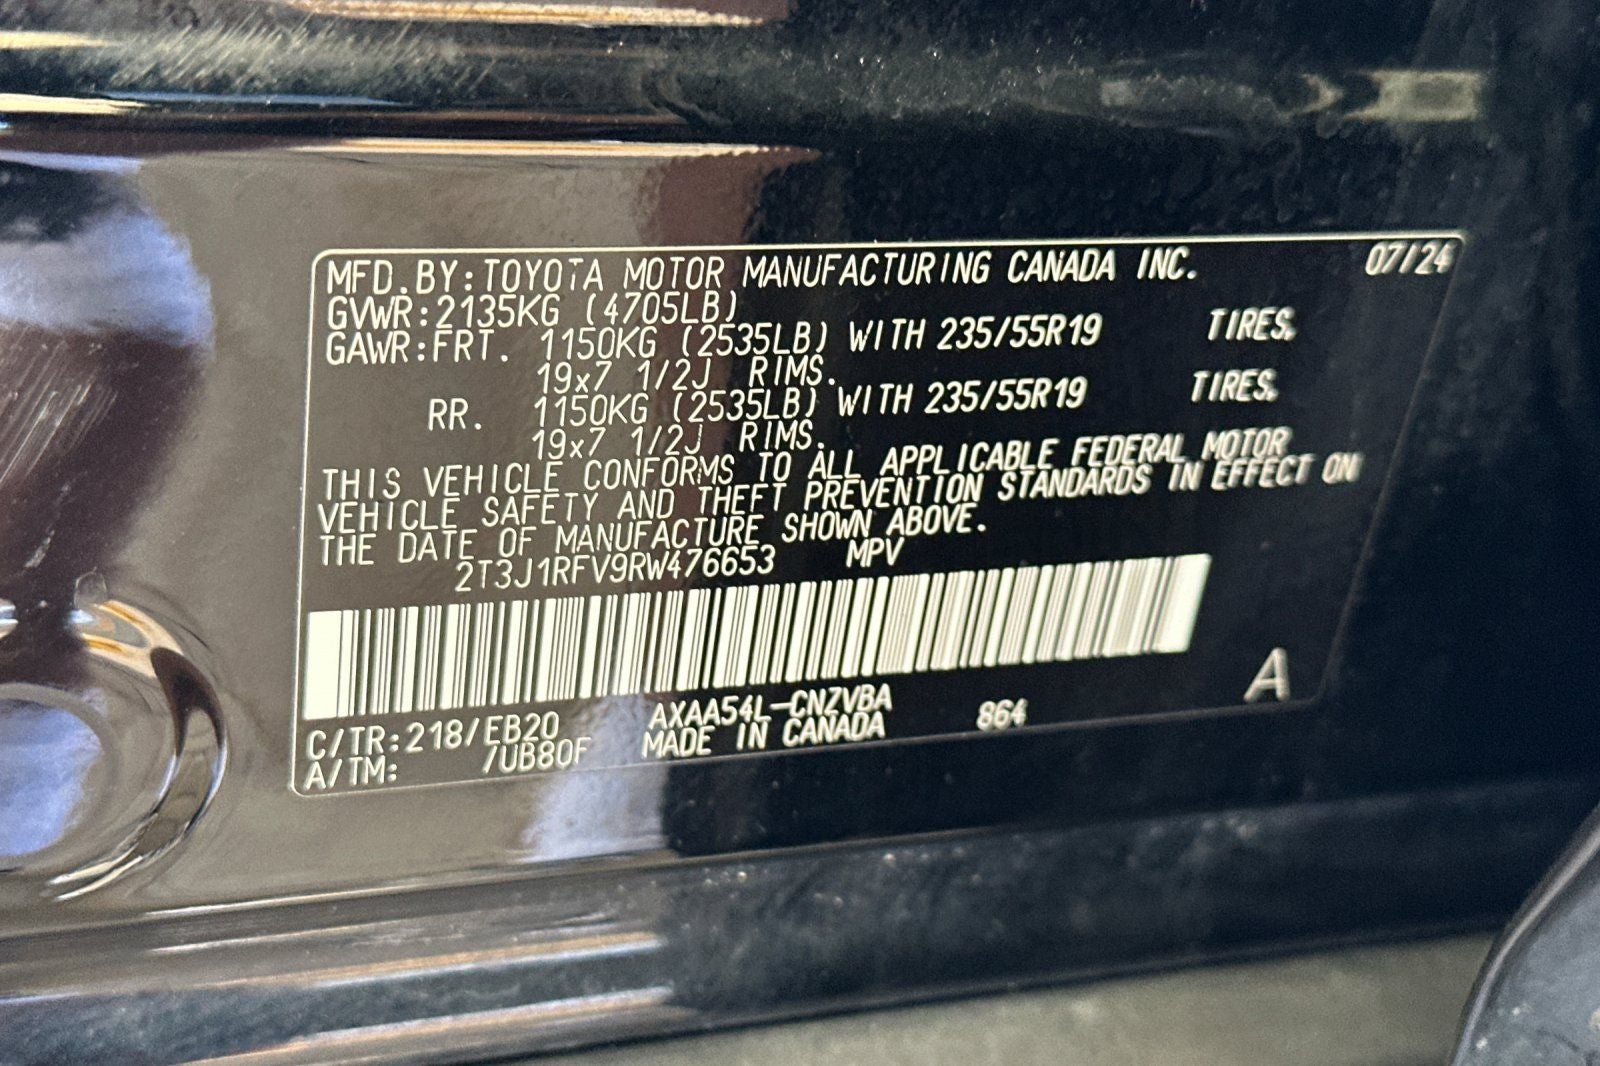 MFD.BY:TOYOTA MOTOR MANUFACTURING CANADA INC. 07/24
GVWR:2135KG (4705LB)
GAWR:FRT. 1150KG (2535LB) WITH 235/55R19 TIRES,
19x7 1/2J RIMS.
RR. 1150KG (2535LB) WITH 235/55R19 TIRES,
19x7 1/2J RIMS.
THIS VEHICLE CONFORMS TO ALL APPLICABLE FEDERAL MOTOR
VEHICLE SAFETY AND THEFT PREVENTION STANDARDS IN EFFECT ON
THE DATE OF MANUFACTURE SHOWN ABOVE.
2T3J1RFV9RW476653 MPV
C/TR:218/EB20 AXAA54L-CNZVBA 864 A
A/TM: /UB80F MADE IN CANADA